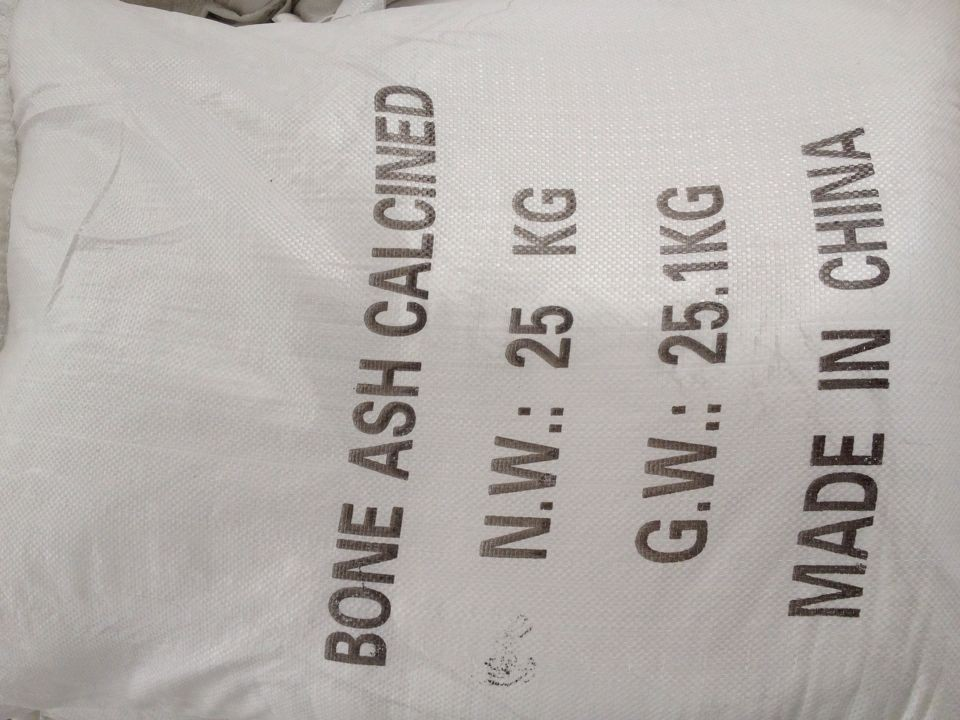 BONE ASH CALCINED
N.W.: 25 KG
G.W.: 25.1KG
MADE IN CHINA